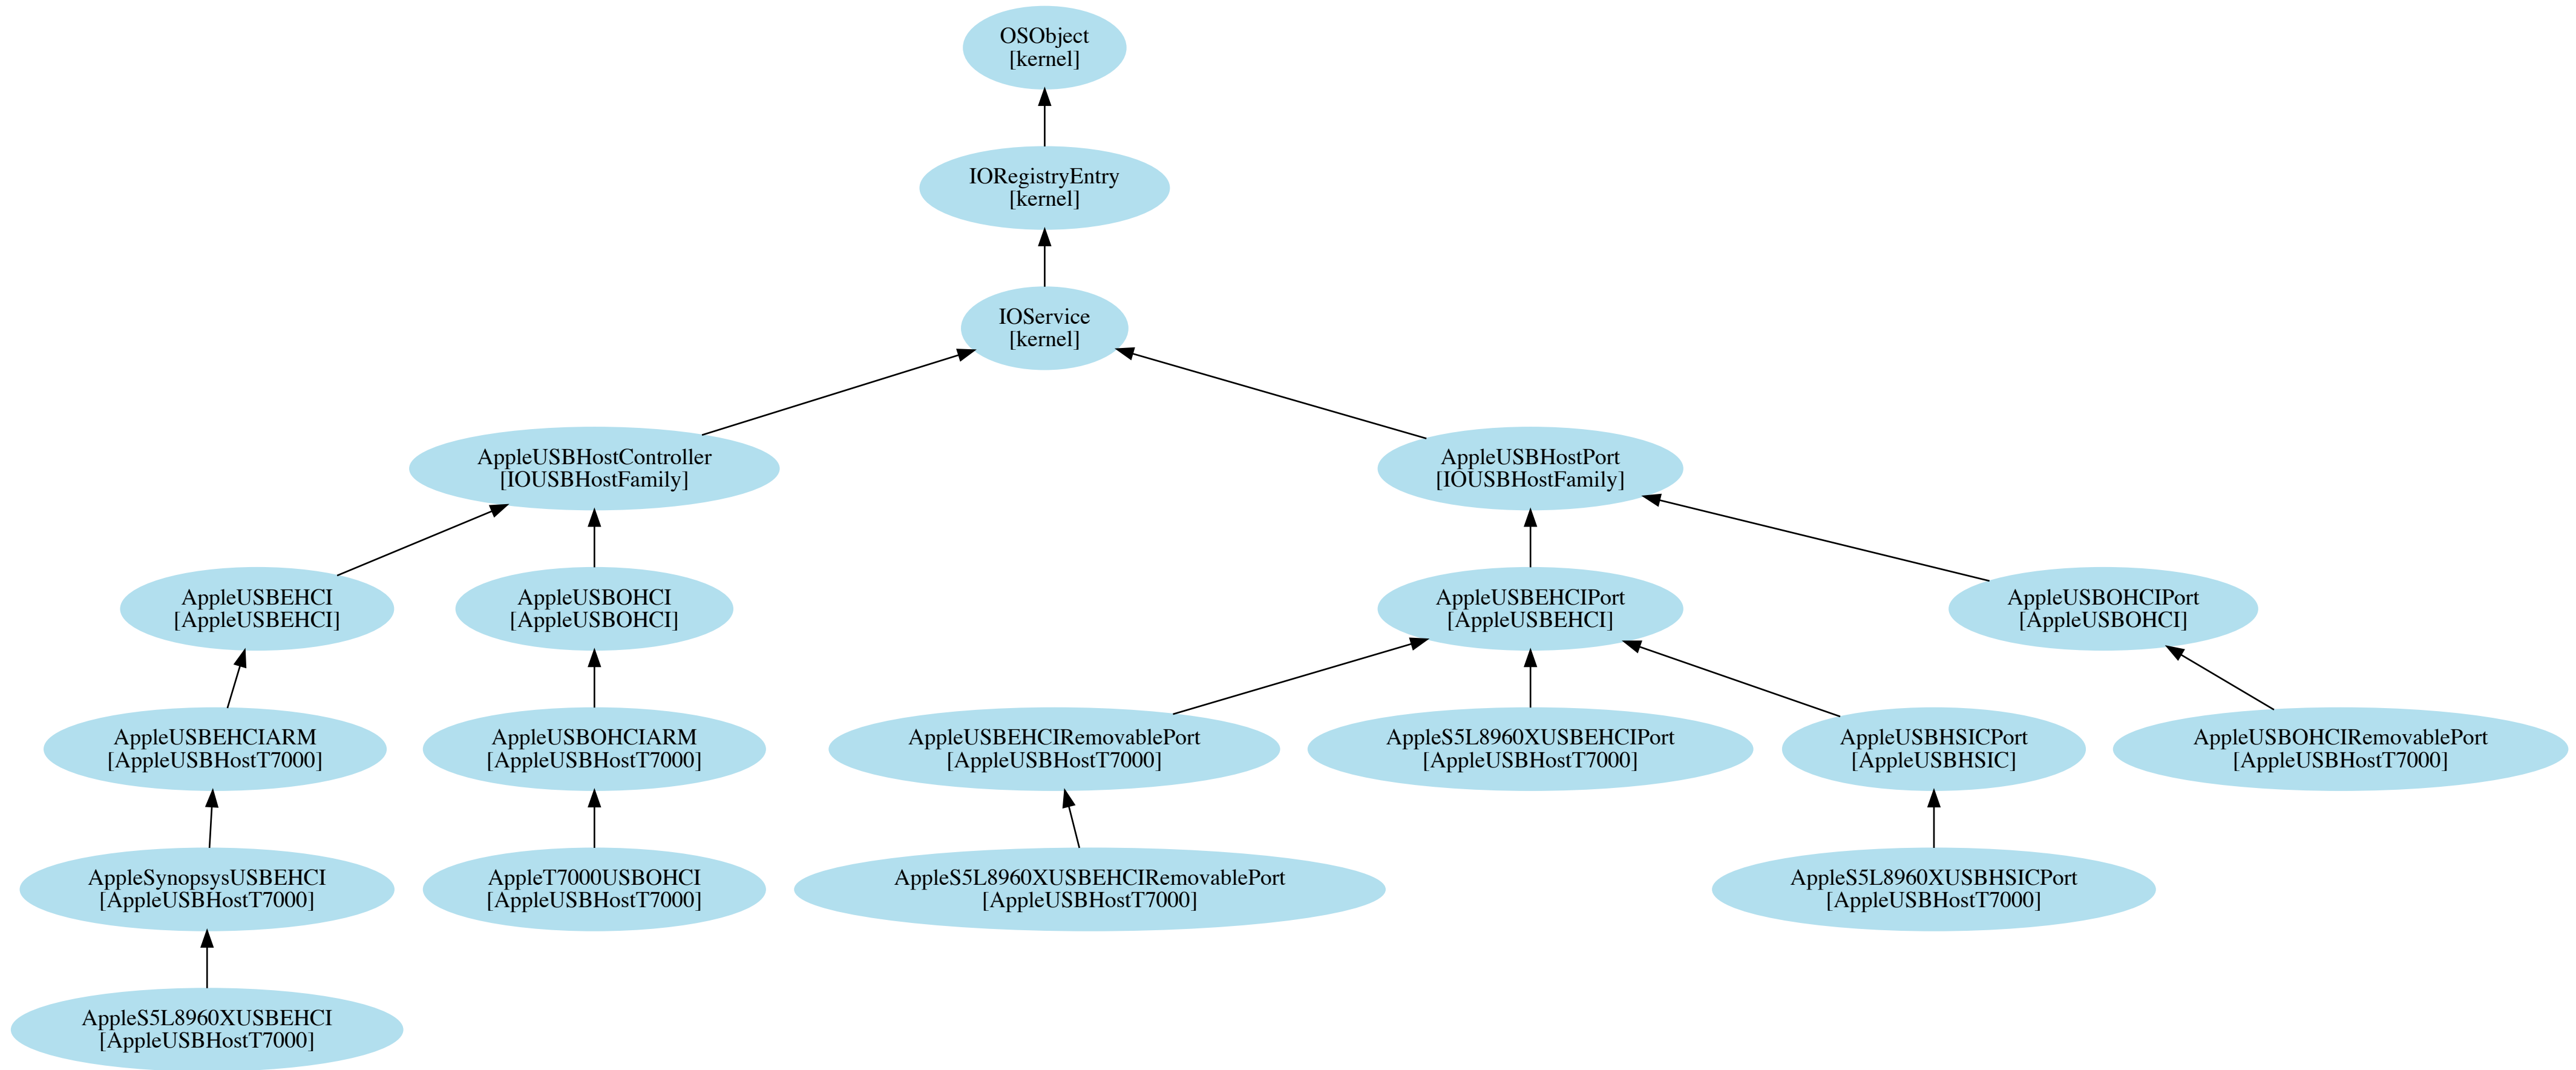 OSObject
[kernel]
IORegistryEntry
[kernel]
IOService
[kernel]
AppleUSBHostController
[IOUSBHostFamily]
AppleUSBHostPort
[IOUSBHostFamily]
AppleUSBEHCI
[AppleUSBEHCI]
AppleUSBOHCI
[AppleUSBOHCI]
AppleUSBEHCIPort
[AppleUSBEHCI]
AppleUSBOHCIPort
[AppleUSBOHCI]
AppleUSBEHCIARM
[AppleUSBHostT7000]
AppleUSBOHCIARM
[AppleUSBHostT7000]
AppleUSBEHCIRemovablePort
[AppleUSBHostT7000]
AppleS5L8960XUSBEHCIPort
[AppleUSBHostT7000]
AppleUSBHSICPort
[AppleUSBHSIC]
AppleUSBOHCIRemovablePort
[AppleUSBHostT7000]
AppleSynopsysUSBEHCI
[AppleUSBHostT7000]
AppleT7000USBOHCI
[AppleUSBHostT7000]
AppleS5L8960XUSBEHCIRemovablePort
[AppleUSBHostT7000]
AppleS5L8960XUSBHSICPort
[AppleUSBHostT7000]
AppleS5L8960XUSBEHCI
[AppleUSBHostT7000]